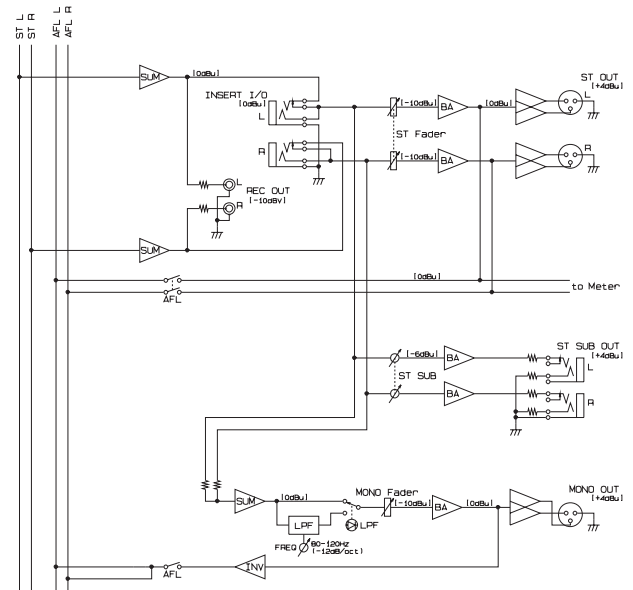 ST L
ST R
AFL L
AFL R
SUM
[0dBu]
INSERT I/O
[0dBu]
L
R
[-10dBu]
BA
[0dBu]
ST OUT
[+4dBu]
L
ST Fader
[-10dBu]
BA
R
L
REC OUT
R
[-10dBV]
SUM
[0dBu]
to Meter
AFL
[-6dBu]
BA
ST SUB OUT
[+4dBu]
L
ST SUB
BA
R
SUM
[0dBu]
MONO Fader
[-10dBu]
BA
[0dBu]
MONO OUT
[+4dBu]
LPF
LPF
FREQ
80-120Hz
(-12dB/oct)
INV
AFL